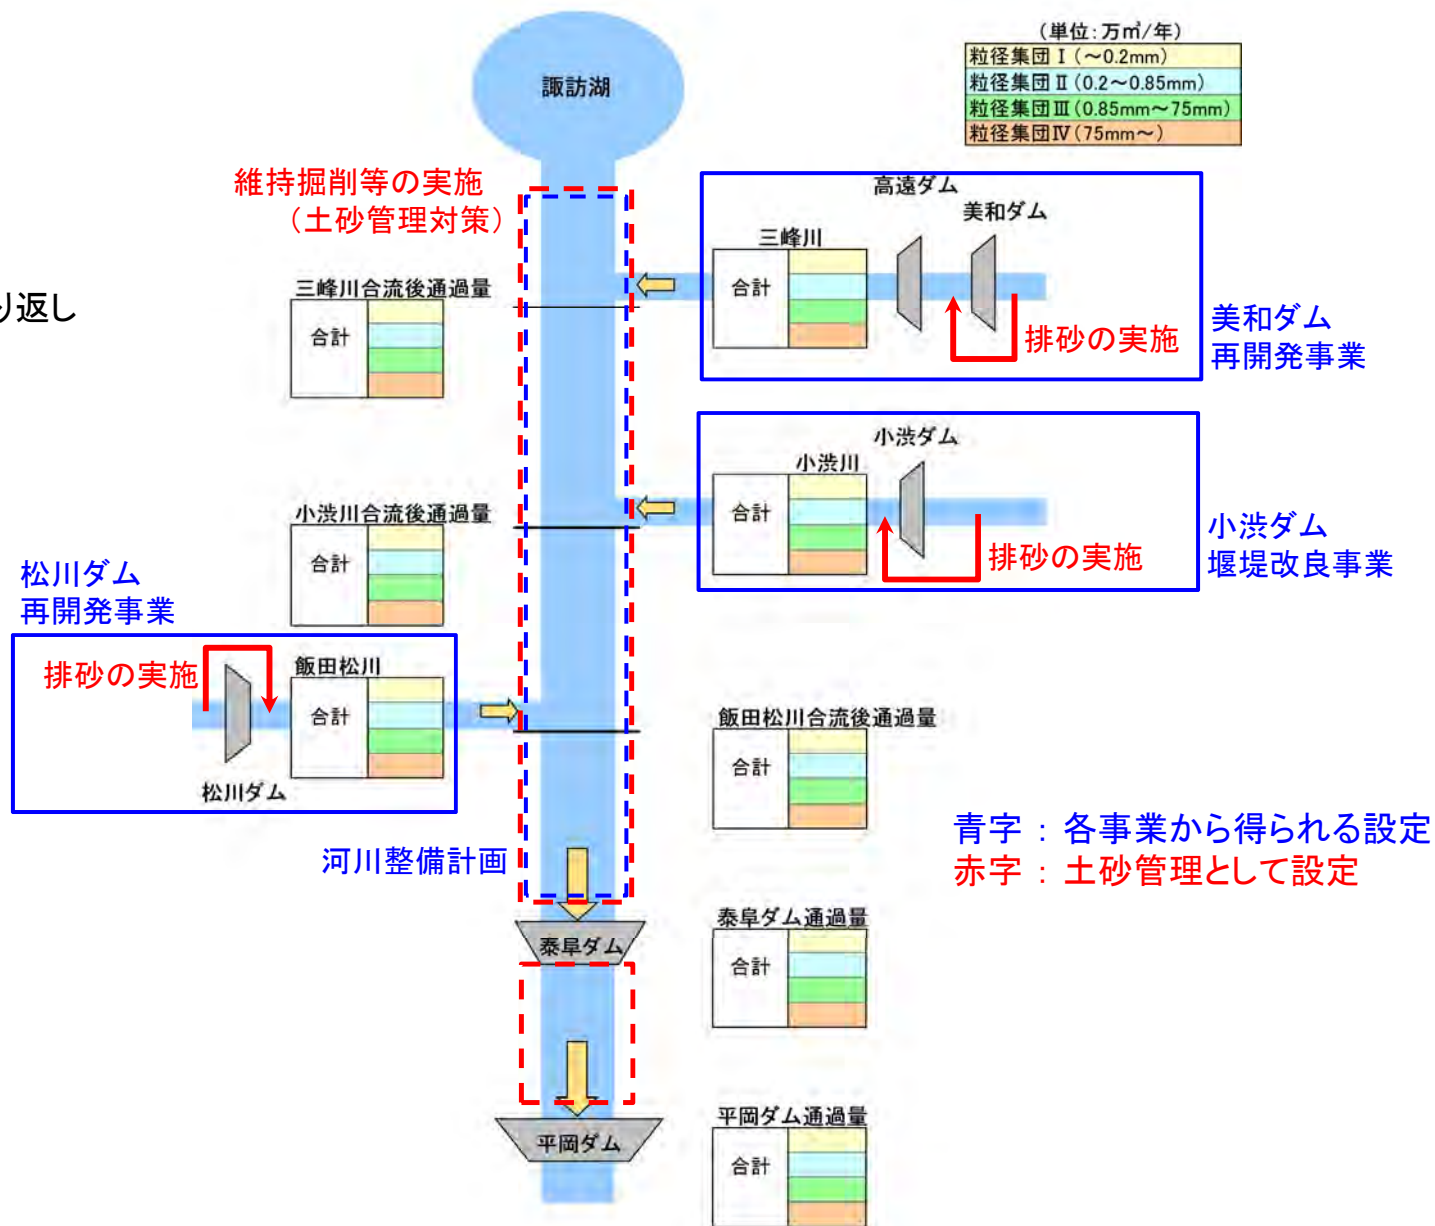 諏訪湖
（単位：万㎥/年）
粒径集団Ⅰ（～0.2mm）
粒径集団Ⅱ（0.2～0.85mm）
粒径集団Ⅲ（0.85mm～75mm）
粒径集団Ⅳ（75mm～）
維持掘削等の実施
（土砂管理対策）
高遠ダム
美和ダム
三峰川
合計
排砂の実施
美和ダム
再開発事業
三峰川合流後通過量
合計
り返し
小渋ダム
小渋川
合計
排砂の実施
小渋ダム
堰堤改良事業
小渋川合流後通過量
合計
松川ダム
再開発事業
排砂の実施
飯田松川
合計
松川ダム
飯田松川合流後通過量
合計
河川整備計画
青字 ： 各事業から得られる設定
赤字 ： 土砂管理として設定
泰阜ダム
泰阜ダム通過量
合計
平岡ダム
平岡ダム通過量
合計